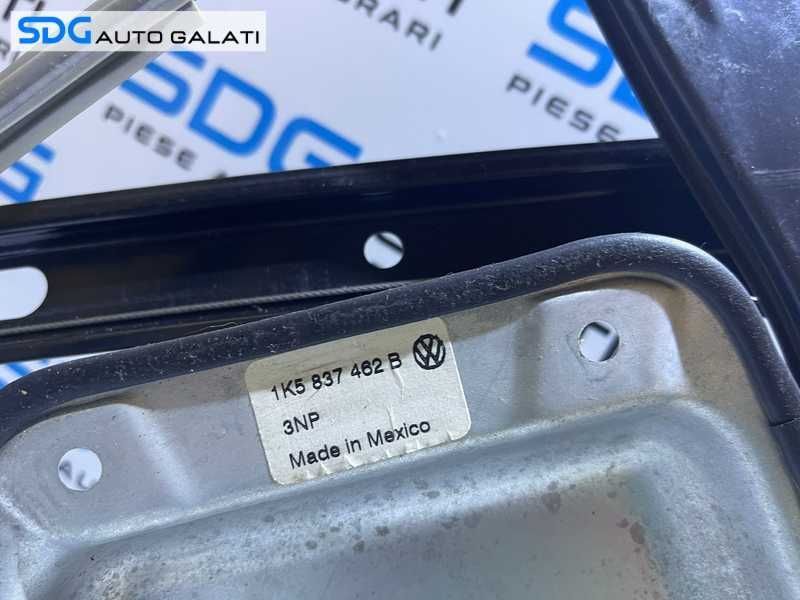 SDG AUTO GALATI
SDG
PIESE
SDG
PIESE
RARI
1K5 837 462 B
3NP
Made in Mexico